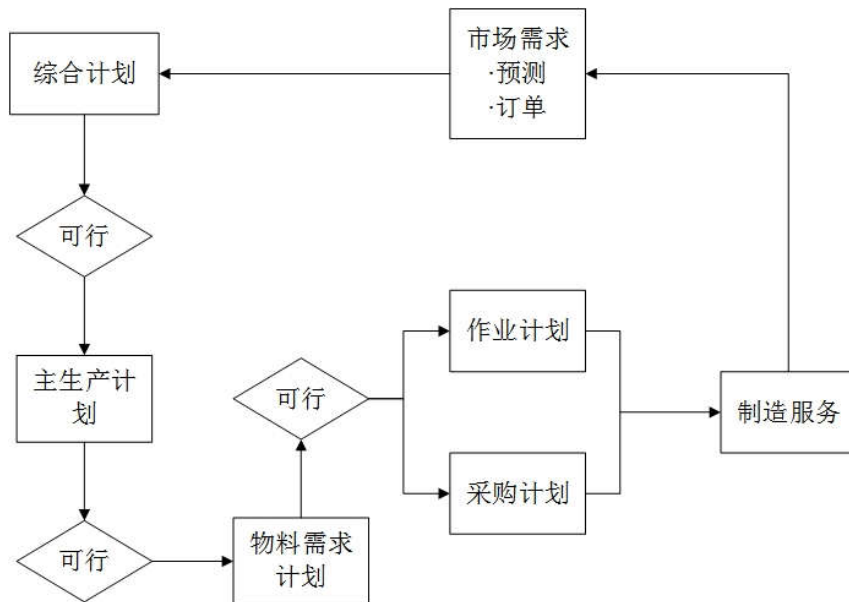 综合计划
市场需求
·预测
·订单
可行
主生产计
划
可行
物料需求
计划
可行
作业计划
采购计划
制造服务